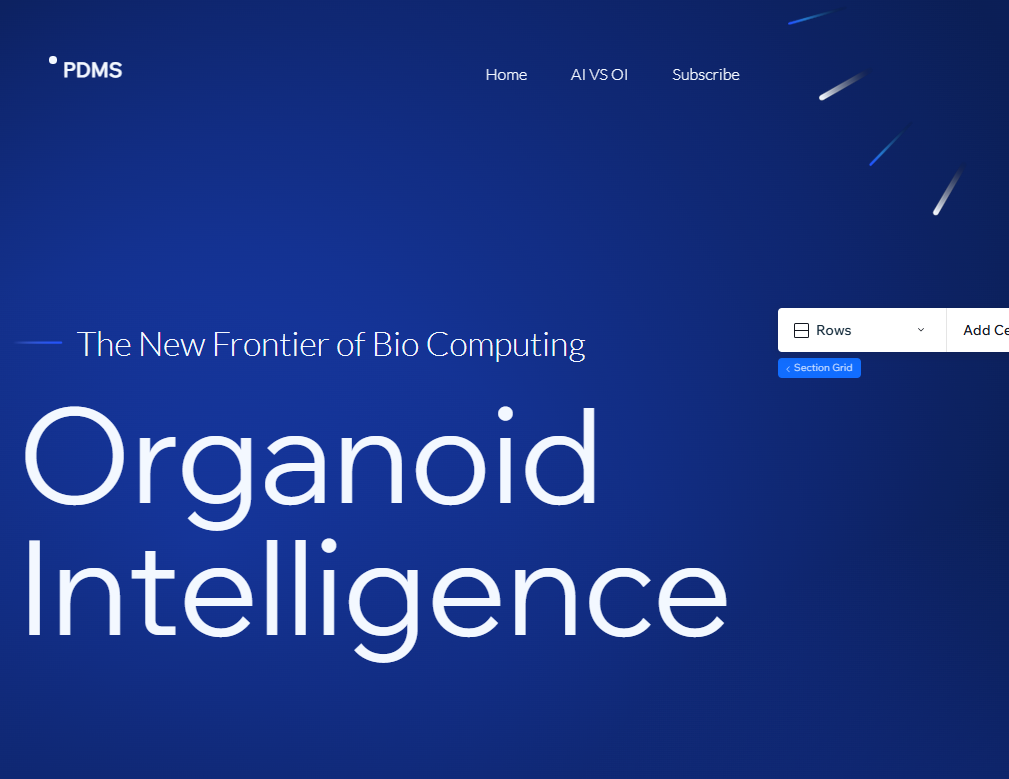 PDMS
Home AI VS OI Subscribe
Rows Add Ce
Section Grid
The New Frontier of Bio Computing
Organoid
Intelligence